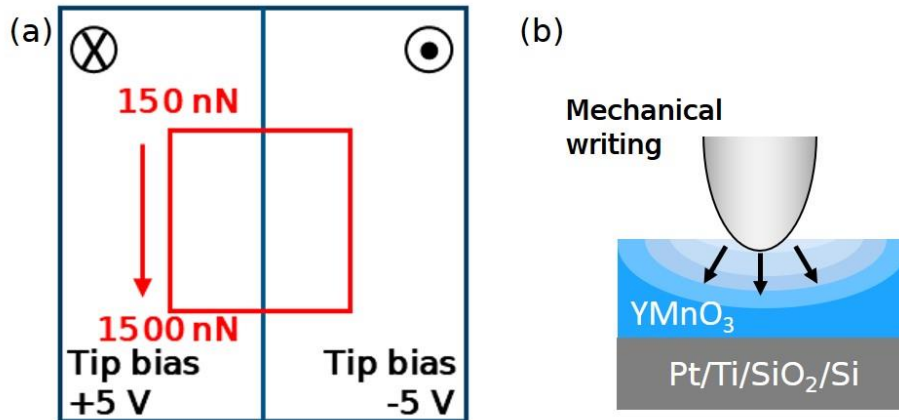 (a)
150 nN
1500 nN
Tip bias
+5 V
Tip bias
-5 V
(b)
Mechanical
writing
YMnO₃
Pt/Ti/SiO₂/Si